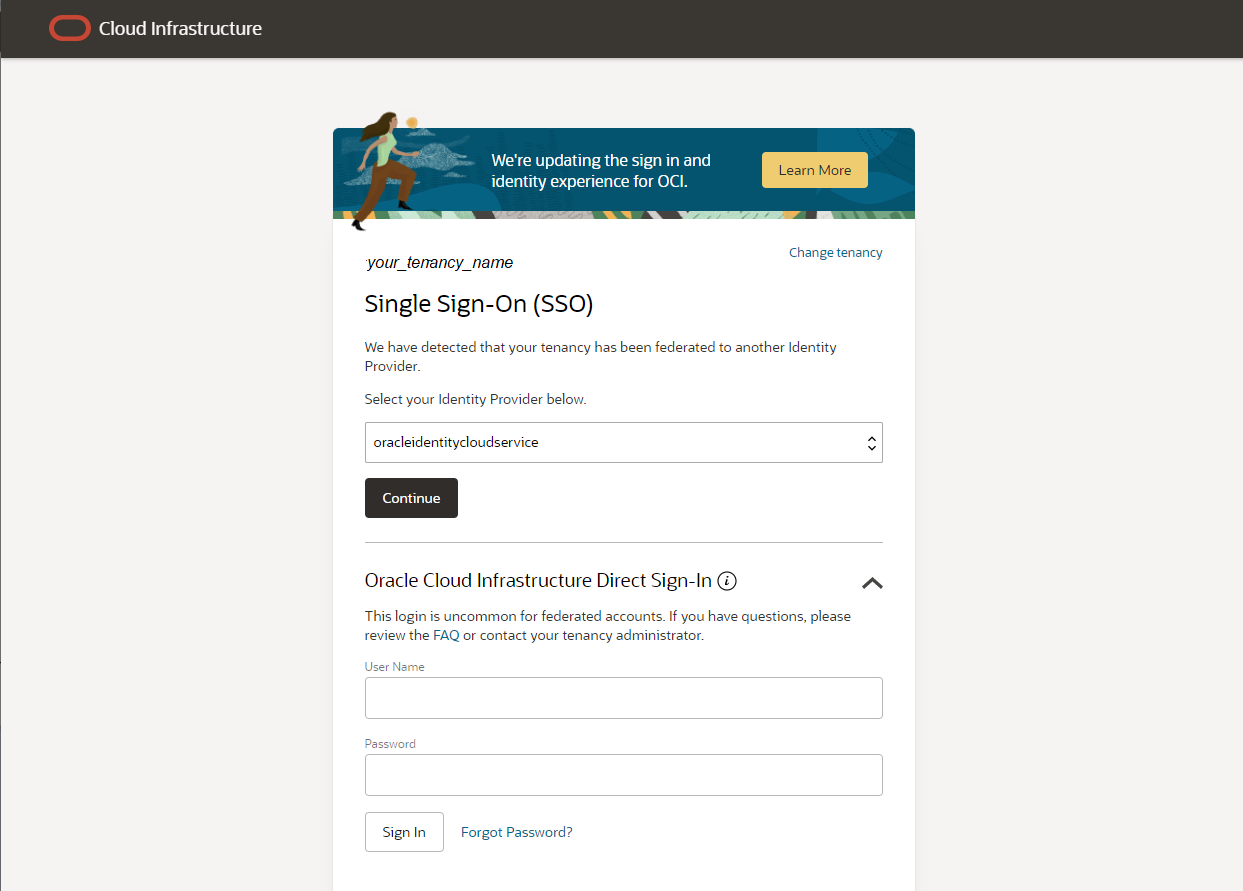 Cloud Infrastructure
We're updating the sign in and
identity experience for OCI.
Learn More
your_tenancy_name
Change tenancy
Single Sign-On (SSO)
We have detected that your tenancy has been federated to another Identity
Provider.
Select your Identity Provider below.
oracleidentitycloudservice
Continue
Oracle Cloud Infrastructure Direct Sign-In i
This login is uncommon for federated accounts. If you have questions, please
review the FAQ or contact your tenancy administrator.
User Name
Password
Sign In
Forgot Password?